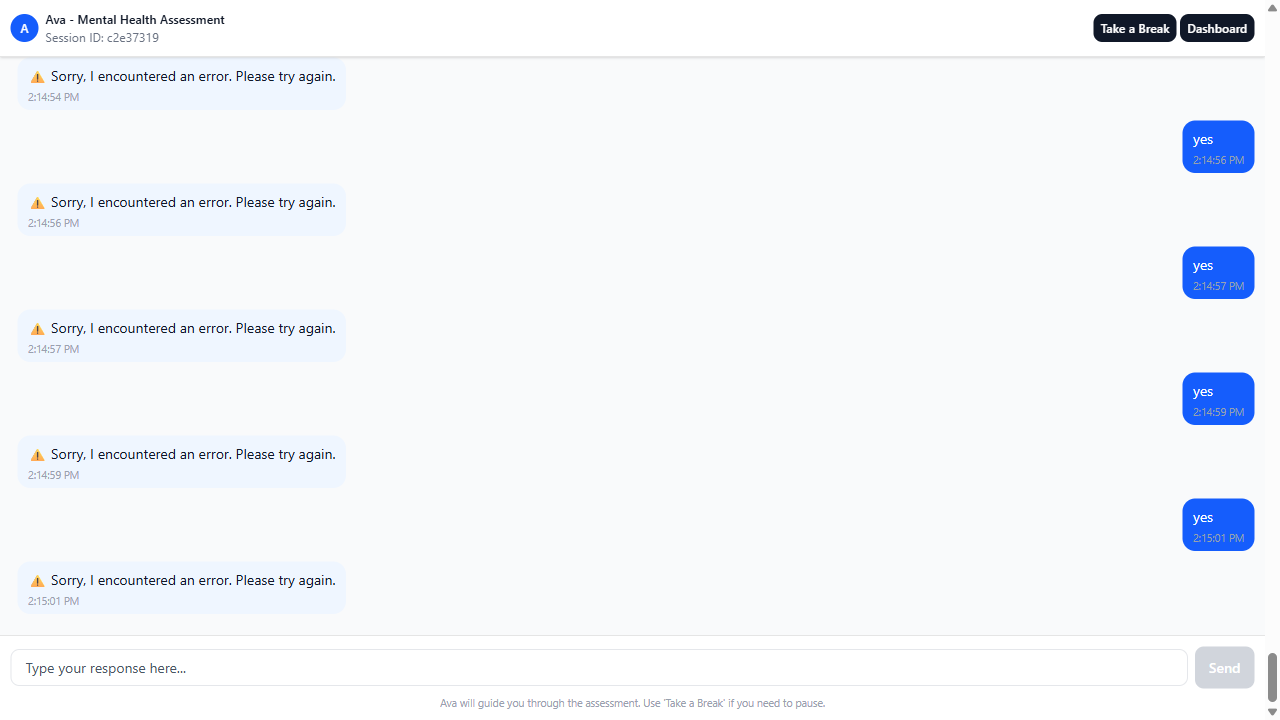 A
Ava - Mental Health Assessment
Session ID: c2e37319
Take a Break
Dashboard
⚠ Sorry, I encountered an error. Please try again.
2:14:54 PM
yes
2:14:56 PM
⚠ Sorry, I encountered an error. Please try again.
2:14:56 PM
yes
2:14:57 PM
⚠ Sorry, I encountered an error. Please try again.
2:14:57 PM
yes
2:14:59 PM
⚠ Sorry, I encountered an error. Please try again.
2:14:59 PM
yes
2:15:01 PM
⚠ Sorry, I encountered an error. Please try again.
2:15:01 PM
Type your response here...
Send
Ava will guide you through the assessment. Use 'Take a Break' if you need to pause.